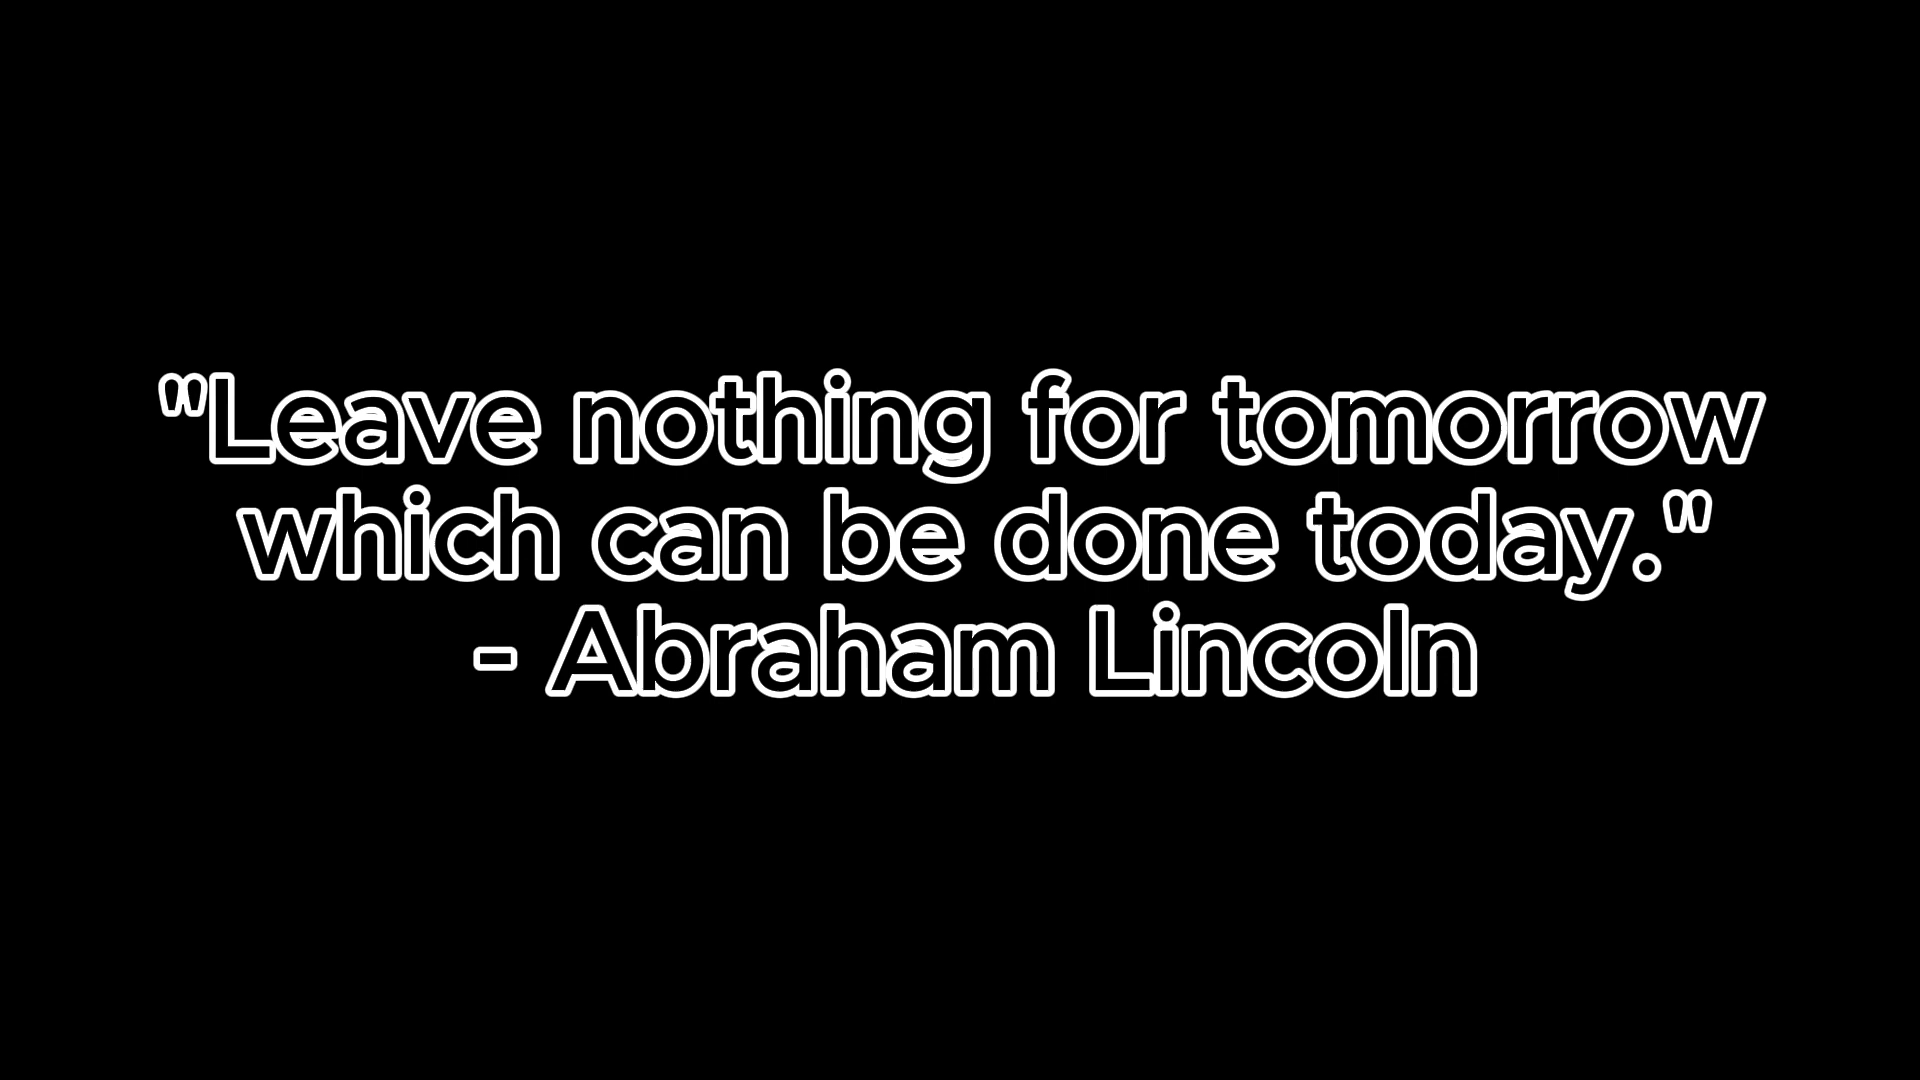 "Leave nothing for tomorrow
which can be done today."
- Abraham Lincoln